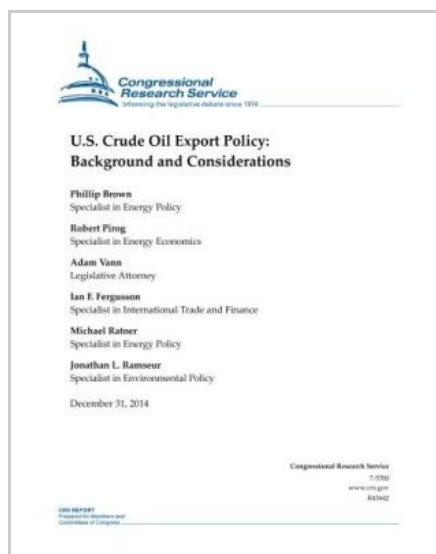 Congressional
Research Service
Informing the legislative debate since 1914
U.S. Crude Oil Export Policy:
Background and Considerations
Phillip Brown
Specialist in Energy Policy
Robert Pirog
Specialist in Energy Economics
Adam Vann
Legislative Attorney
Ian F. Fergusson
Specialist in International Trade and Finance
Michael Ratner
Specialist in Energy Policy
Jonathan L. Ramseur
Specialist in Environmental Policy
December 31, 2014
Congressional Research Service
7-5700
www.crs.gov
R43442
CRS REPORT
Prepared for Members and
Committees of Congress